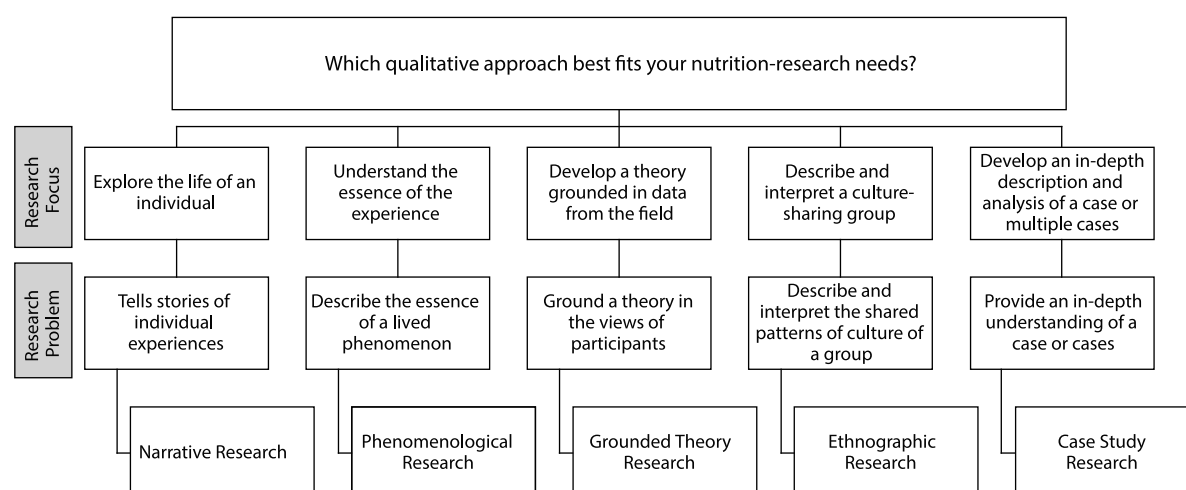 Which qualitative approach best fits your nutrition-research needs?
Research
Focus
Explore the life of an
individual
Understand the
essence of the
experience
Develop a theory
grounded in data
from the field
Describe and
interpret a culture-
sharing group
Develop an in-depth
description and
analysis of a case or
multiple cases
Research
Problem
Tells stories of
individual
experiences
Describe the essence
of a lived
phenomenon
Ground a theory in
the views of
participants
Describe and
interpret the shared
patterns of culture of
a group
Provide an in-depth
understanding of a
case or cases
Narrative Research
Phenomenological
Research
Grounded Theory
Research
Ethnographic
Research
Case Study
Research